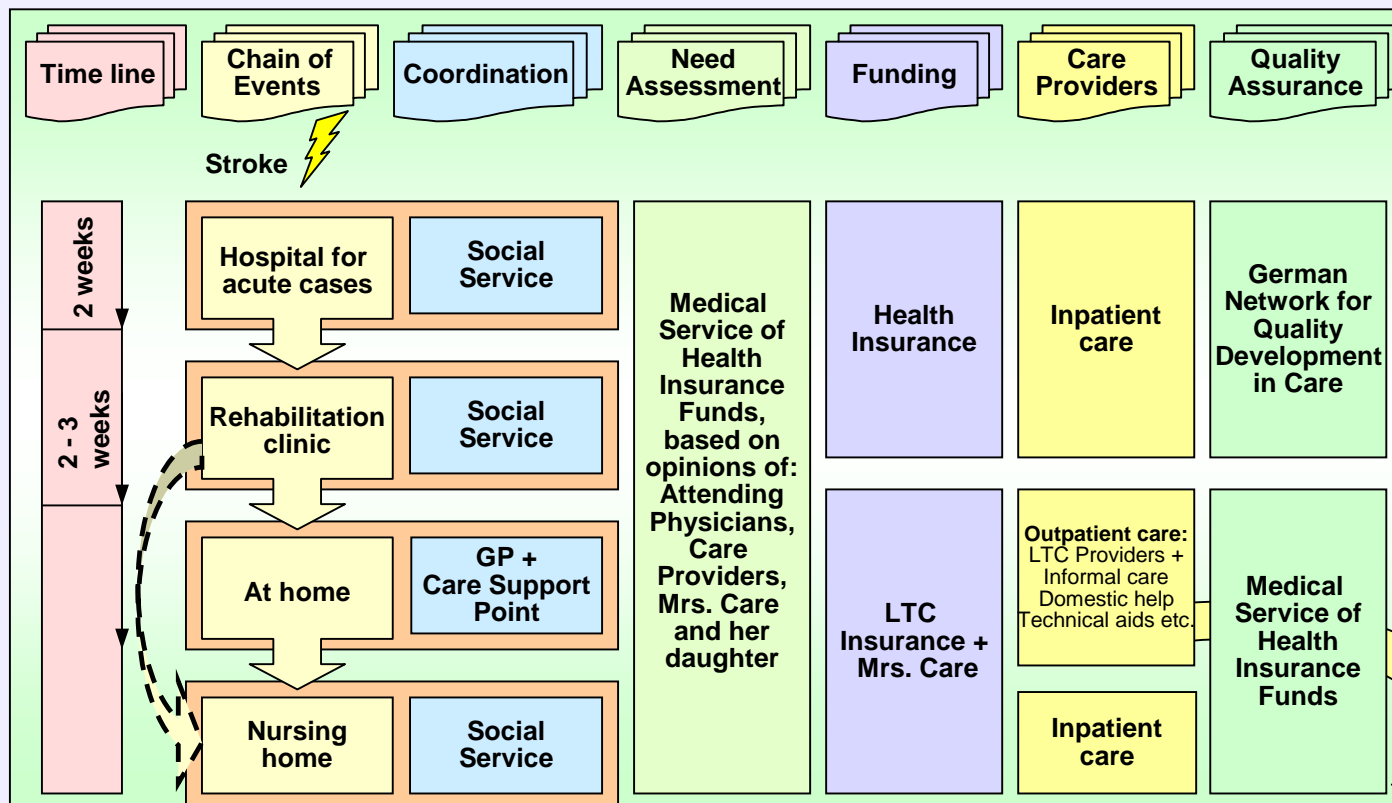 Time line
Chain of
Events
Coordination
Need
Assessment
Funding
Care
Providers
Quality
Assurance
Stroke
2 weeks
2 - 3
weeks
Hospital for
acute cases
Social
Service
Rehabilitation
clinic
Social
Service
At home
GP +
Care Support
Point
Nursing
home
Social
Service
Medical
Service of
Health
Insurance
Funds,
based on
opinions of:
Attending
Physicians,
Care
Providers,
Mrs. Care
and her
daughter
Health
Insurance
LTC
Insurance +
Mrs. Care
Inpatient
care
Outpatient care:
LTC Providers +
Informal care
Domestic help
Technical aids etc.
Inpatient
care
German
Network for
Quality
Development
in Care
Medical
Service of
Health
Insurance
Funds